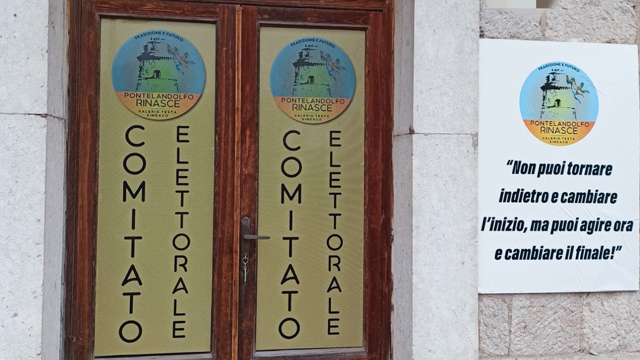 TRADIZIONE E FUTURO
PONTELANDOLFO
RINASCE
VALERIO TESTA
SINDACO
COMITATO
ELETTORALE
TRADIZIONE E FUTURO
PONTELANDOLFO
RINASCE
VALERIO TESTA
SINDACO
COMITATO
ELETTORALE
TRADIZIONE E FUTURO
PONTELANDOLFO
RINASCE
VALERIO TESTA
SINDACO
“Non puoi tornare
indietro e cambiare
l’inizio, ma puoi agire ora
e cambiare il finale!”